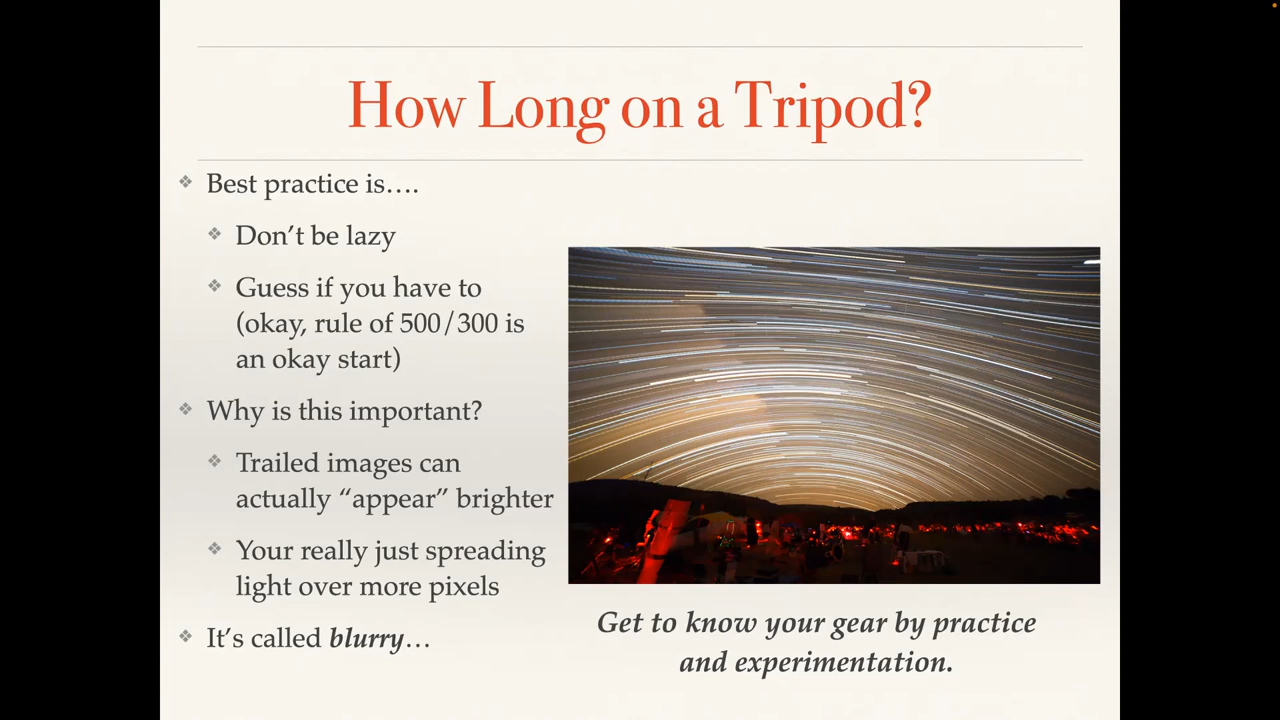 How Long on a Tripod?
Best practice is….
Don’t be lazy
Guess if you have to
(okay, rule of 500/300 is
an okay start)
Why is this important?
Trailed images can
actually “appear” brighter
Your really just spreading
light over more pixels
It’s called blurry…
Get to know your gear by practice
and experimentation.